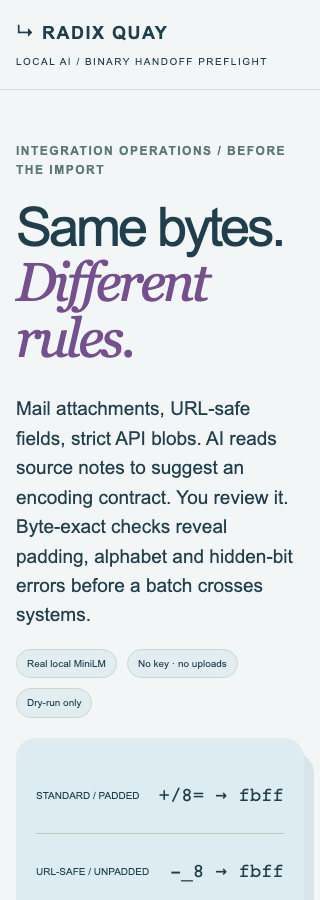 ↳ RADIX QUAY
LOCAL AI / BINARY HANDOFF PREFLIGHT
INTEGRATION OPERATIONS / BEFORE
THE IMPORT
Same bytes.
Different
rules.
Mail attachments, URL-safe
fields, strict API blobs. AI reads
source notes to suggest an
encoding contract. You review it.
Byte-exact checks reveal
padding, alphabet and hidden-bit
errors before a batch crosses
systems.
Real local MiniLM
No key · no uploads
Dry-run only
STANDARD / PADDED +/8= → fbff
URL-SAFE / UNPADDED -_8 → fbff